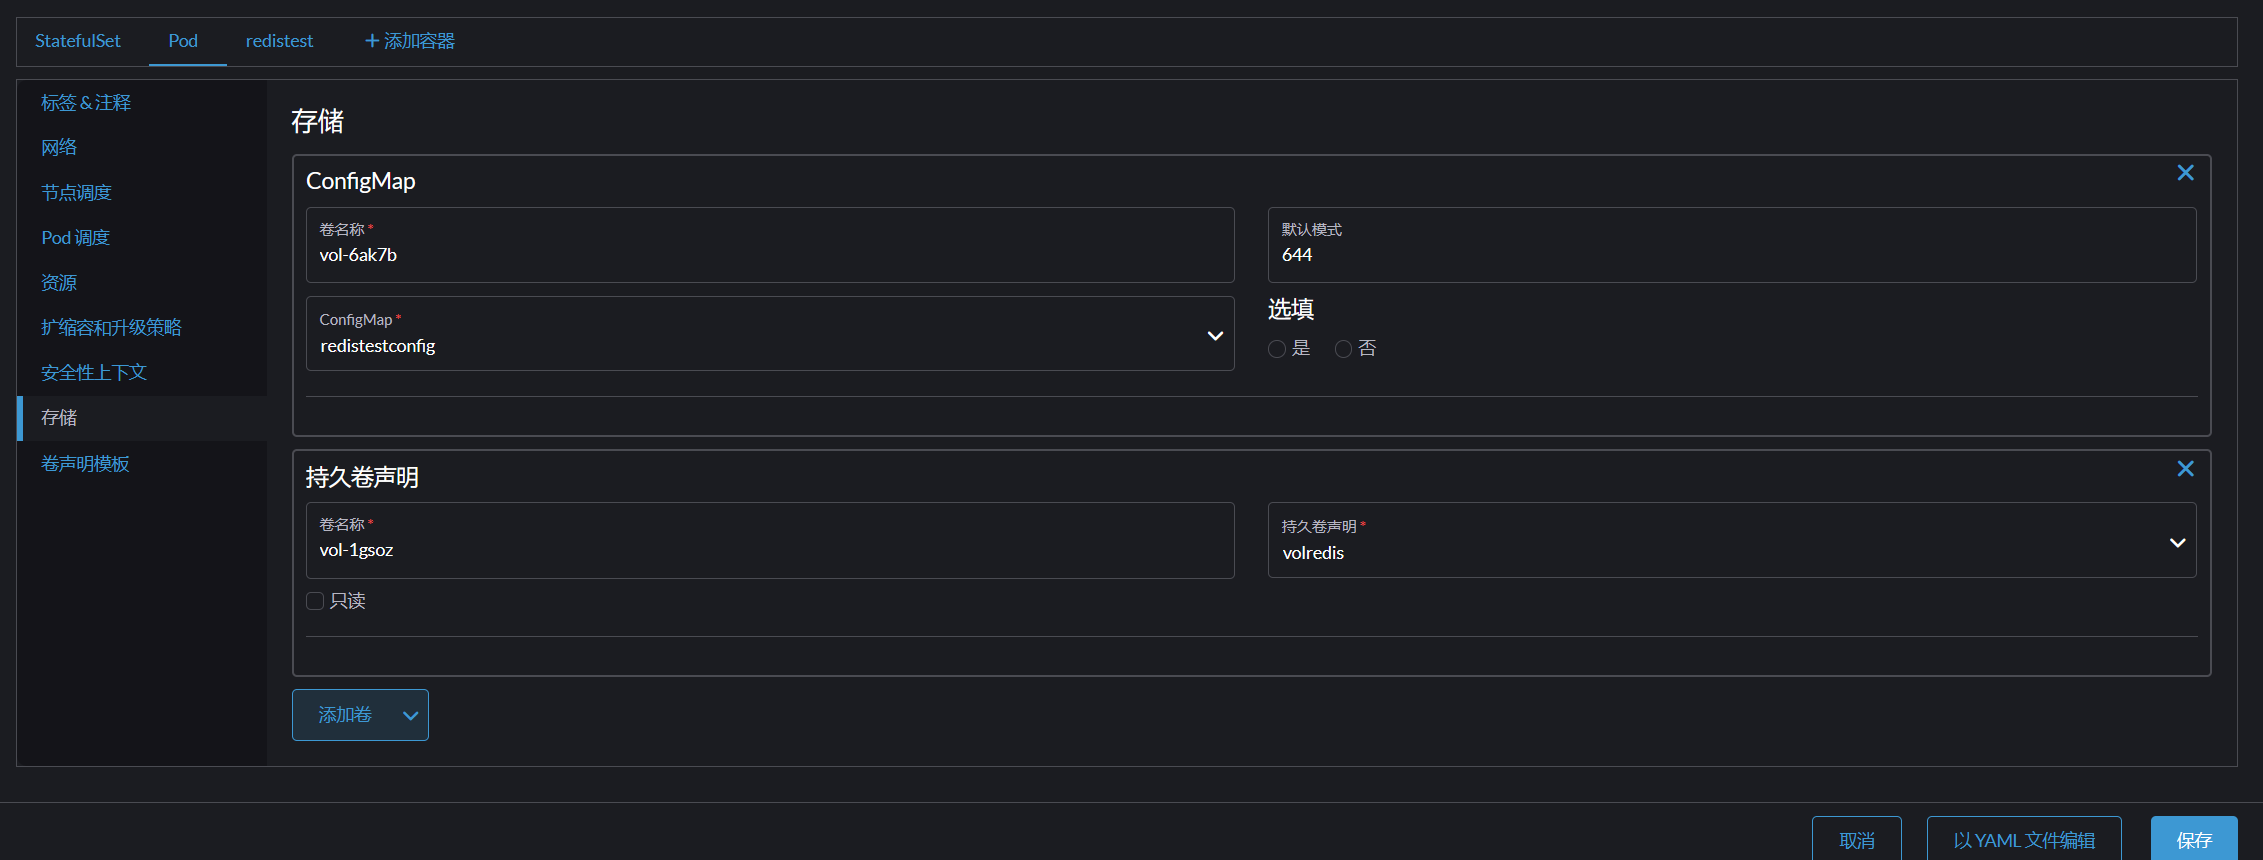 StatefulSet Pod redistest + 添加容器
标签 & 注释
网络
节点调度
Pod 调度
资源
扩缩容和升级策略
安全性上下文
存储
卷声明模板
存储
ConfigMap
卷名称 *
vol-6ak7b
默认模式
644
ConfigMap *
redistestconfig
选填
是 否
持久卷声明
卷名称 *
vol-1gsoz
持久卷声明 *
volredis
只读
添加卷
取消 以 YAML 文件编辑 保存